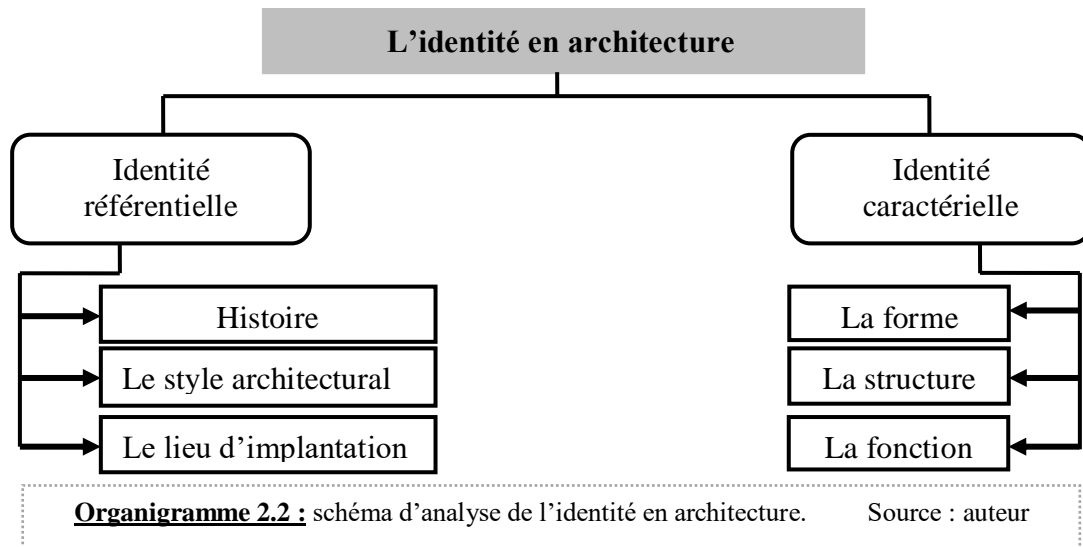 L’identité en architecture
Identité
référentielle
Histoire
Le style architectural
Le lieu d’implantation
Identité
caractérielle
La forme
La structure
La fonction
Organigramme 2.2 : schéma d’analyse de l’identité en architecture. Source : auteur